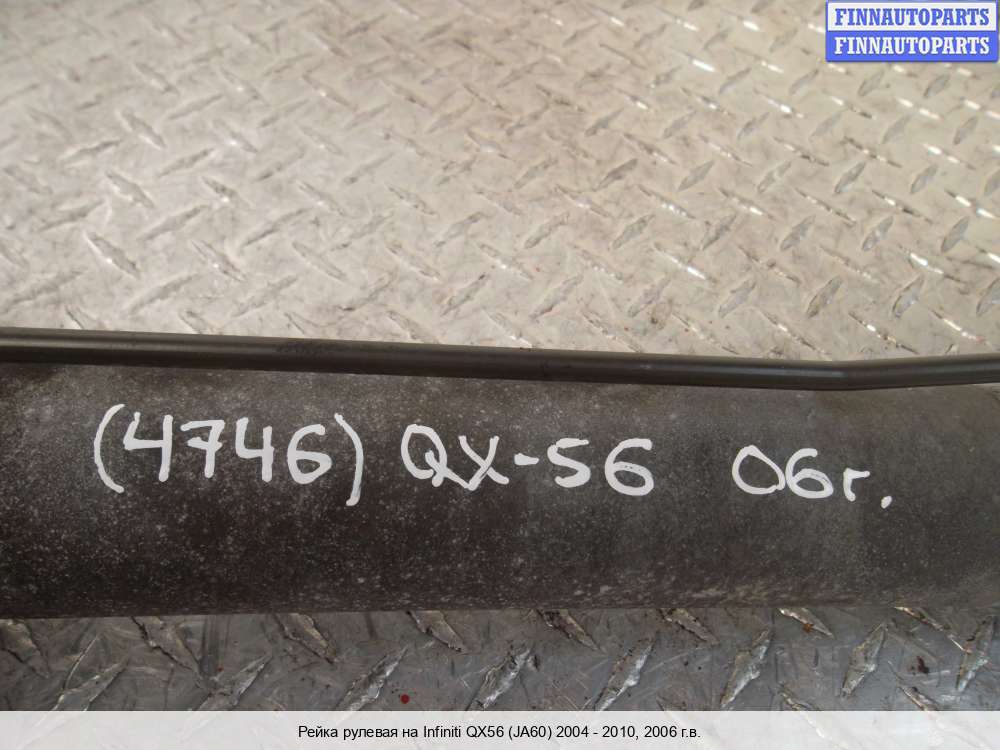 FINNAUTOPARTS
FINNAUTOPARTS
(4746) QX-56 06г.
Рейка рулевая на Infiniti QX56 (JA60) 2004 - 2010, 2006 г.в.